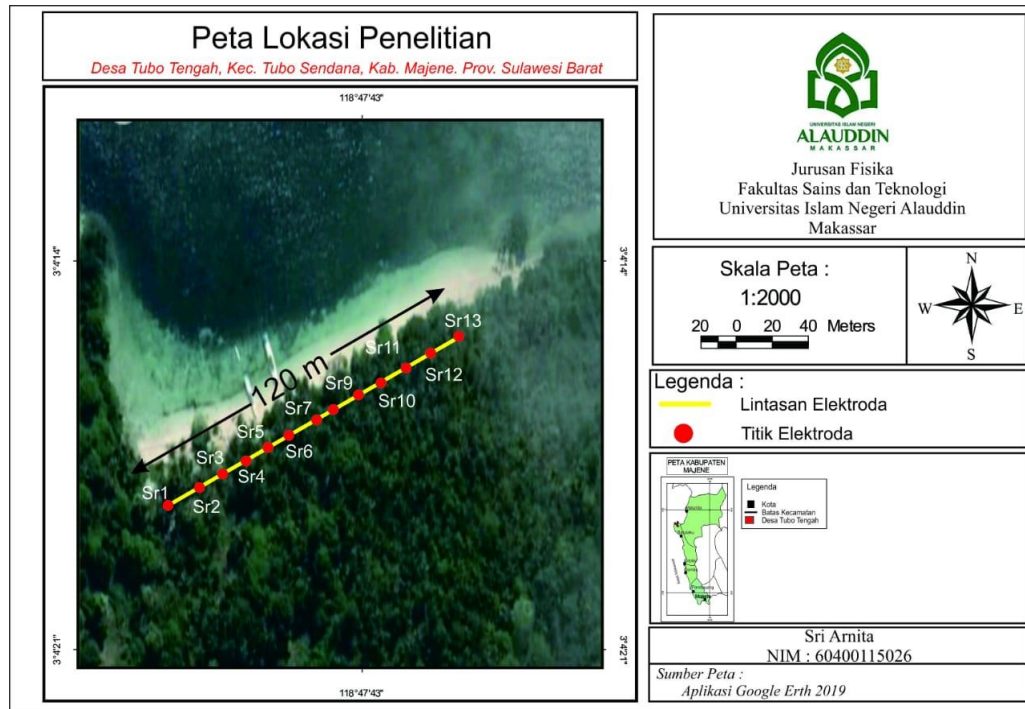 Peta Lokasi Penelitian
Desa Tubo Tengah, Kec. Tubo Sendana, Kab. Majene. Prov. Sulawesi Barat
118°47'43"
3°4'14"
3°4'14"
120 m
Sr13
Sr11
Sr12
Sr9
Sr10
Sr7
Sr5
Sr6
Sr3
Sr4
Sr1
Sr2
3°4'21"
3°4'21"
118°47'43"
UNIVERSITAS ISLAM NEGERI
ALAUDDIN
MAKASSAR
Jurusan Fisika
Fakultas Sains dan Teknologi
Universitas Islam Negeri Alauddin
Makassar
Skala Peta :
1:2000
20 0 20 40 Meters
N
W E
S
Legenda :
Lintasan Elektroda
Titik Elektroda
PETA KABUPATEN
MAJENE
Legenda
Kota
Batas Kecamatan
Desa Tubo Tengah
Sri Arnita
NIM : 60400115026
Sumber Peta :
Aplikasi Google Erth 2019